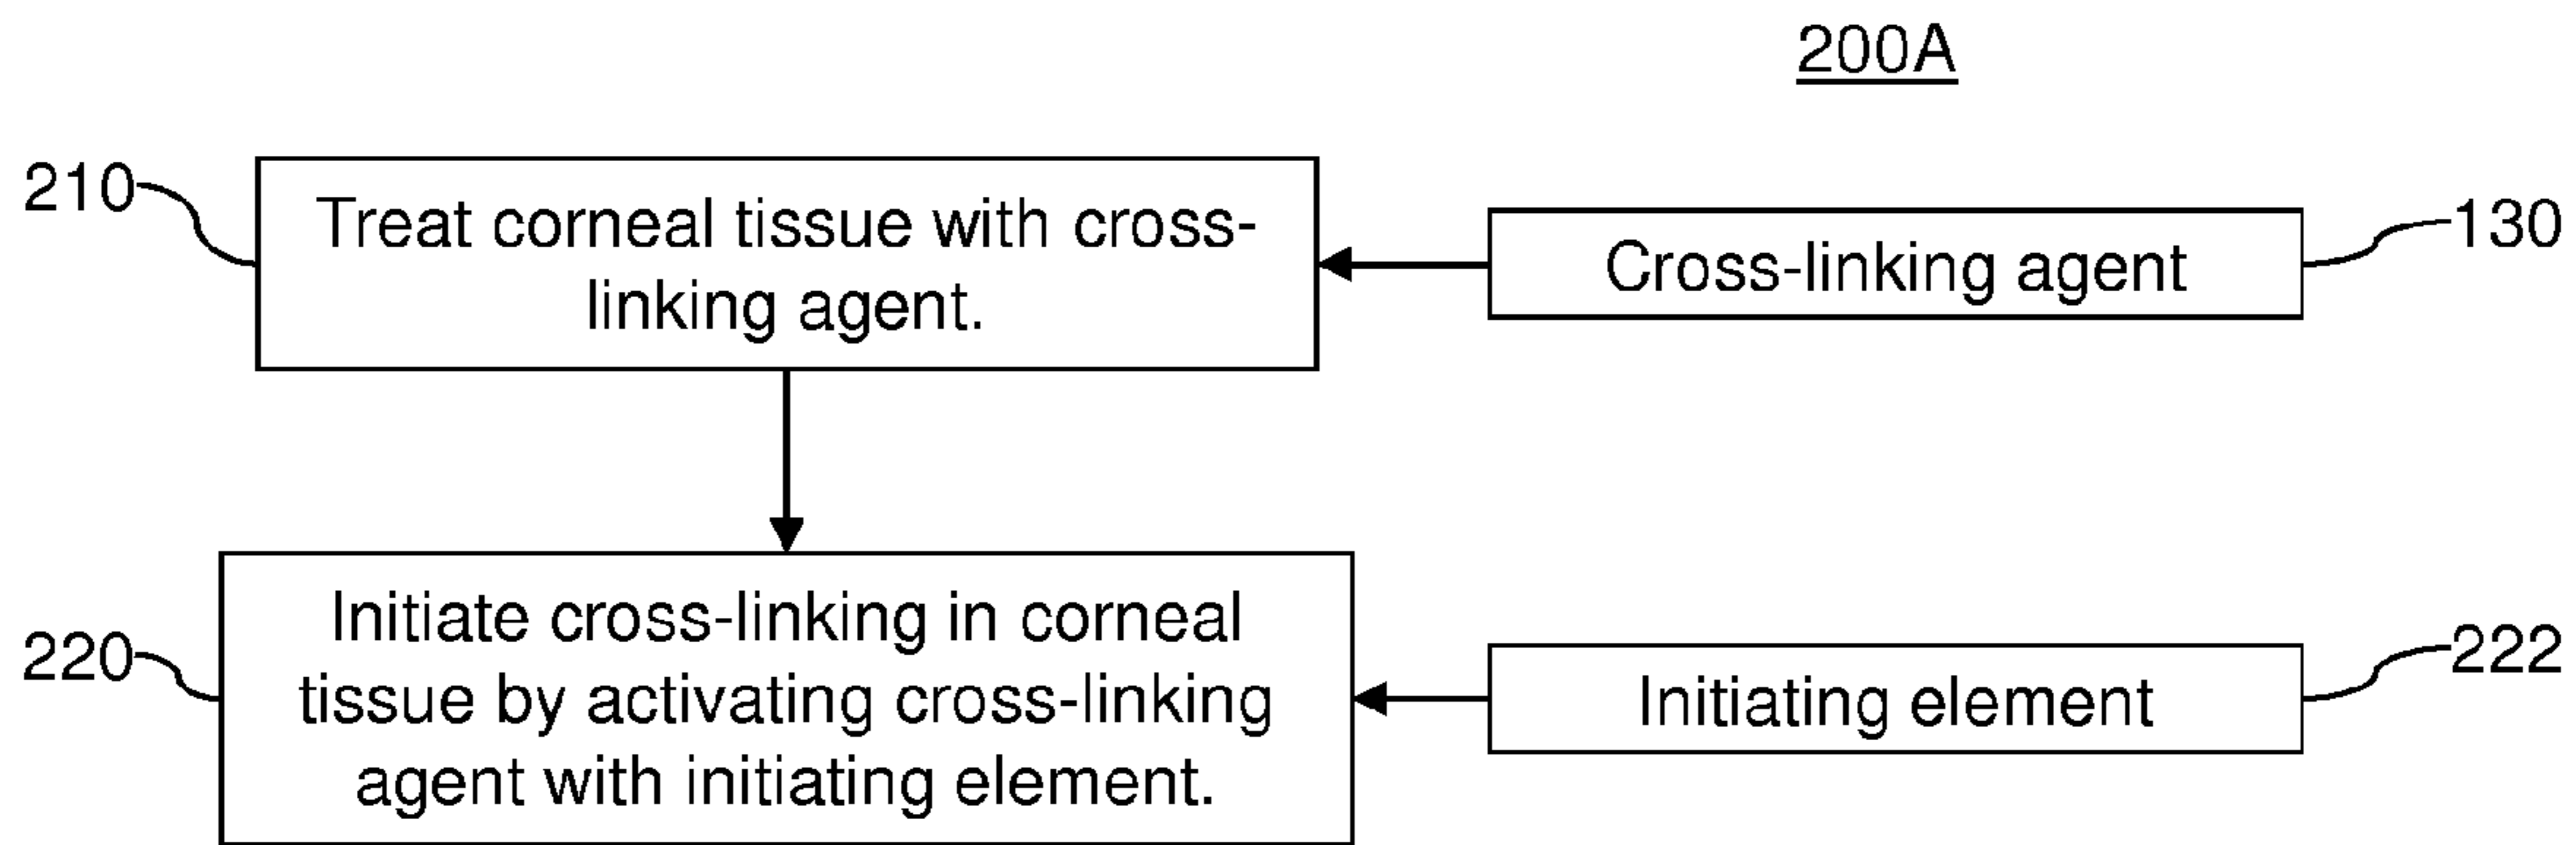 200A
210
Treat corneal tissue with cross-
linking agent.
Cross-linking agent
130
220
Initiate cross-linking in corneal
tissue by activating cross-linking
agent with initiating element.
Initiating element
222